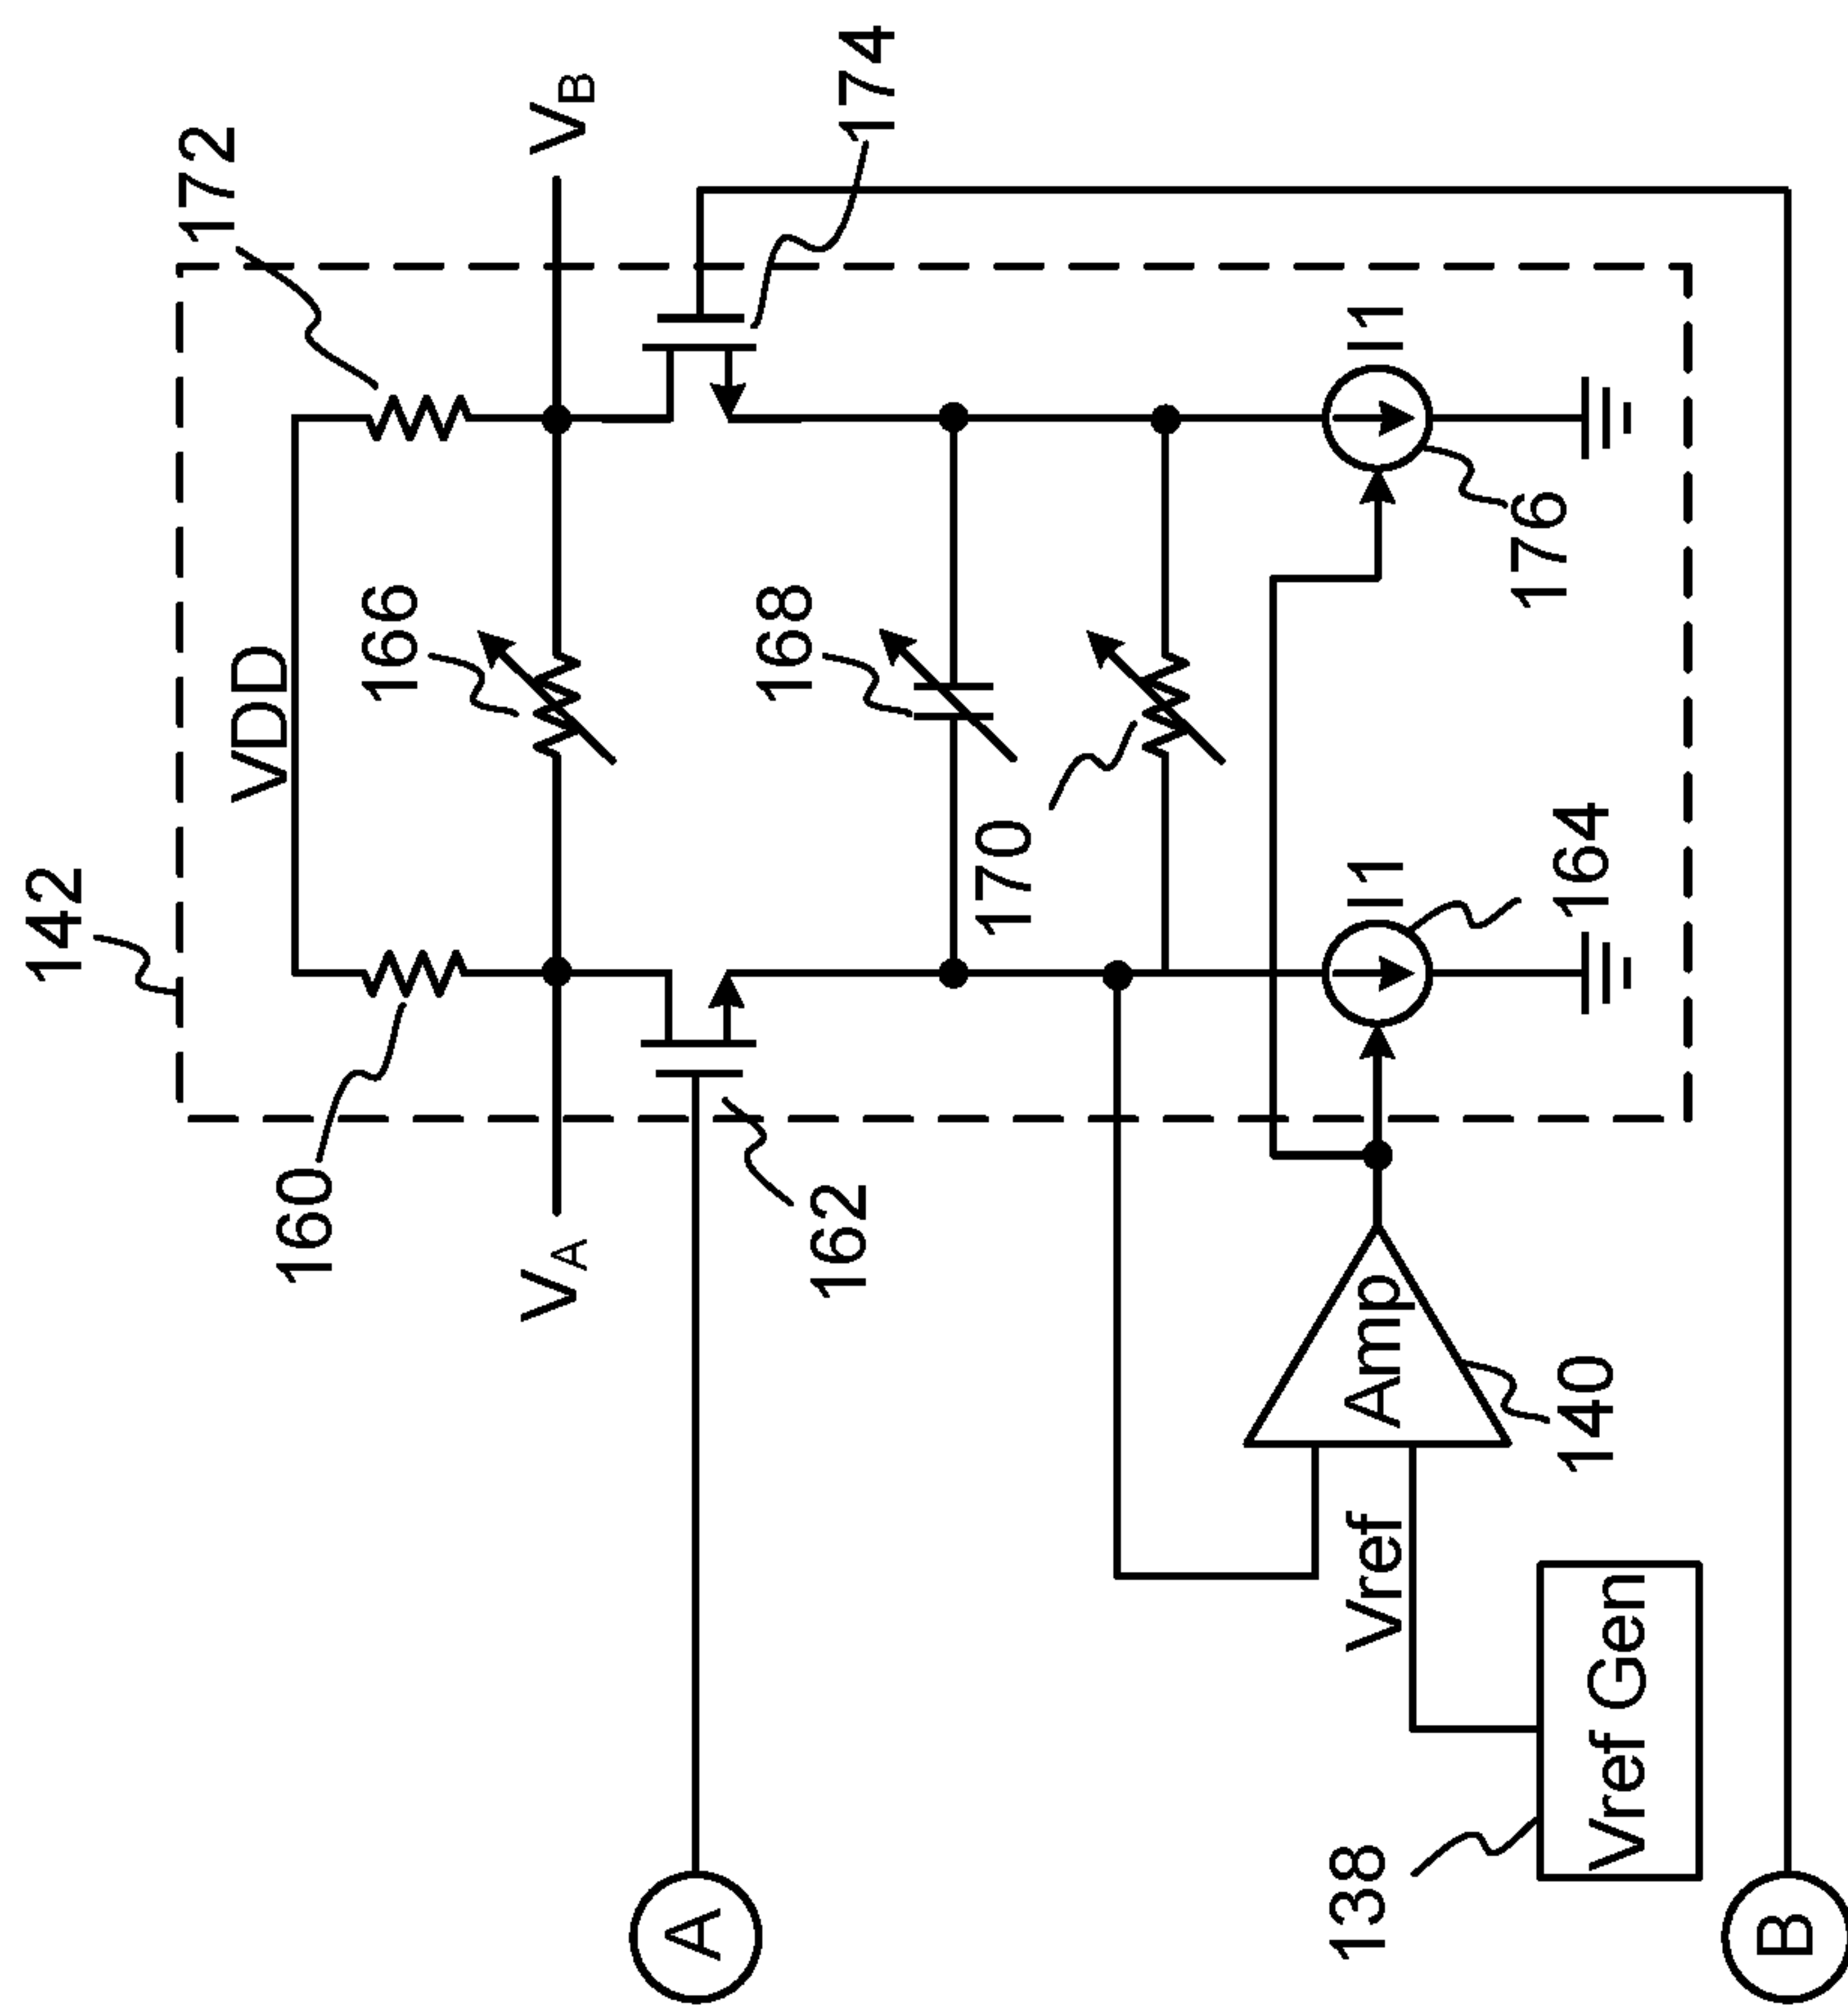 142
VDD
160
166
172
VA
VB
162
168
174
170
I1
I1
164
176
A
Amp
Vref
140
138
Vref Gen
B